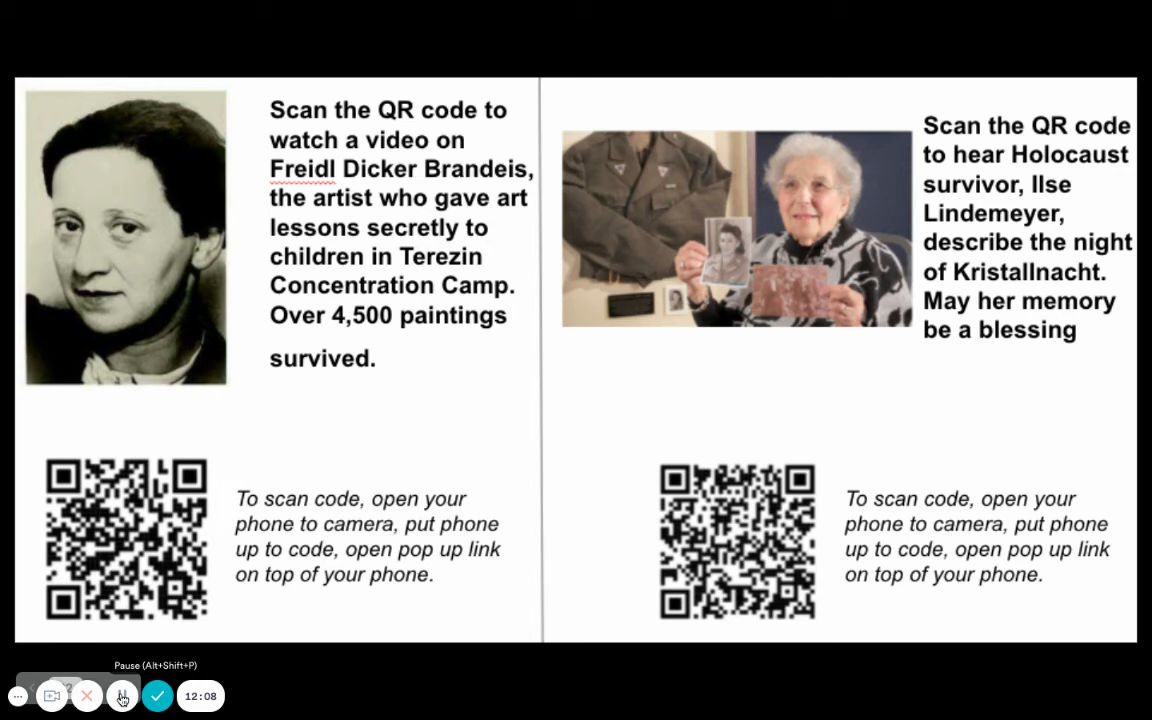 Scan the QR code to
watch a video on
Freidl Dicker Brandeis,
the artist who gave art
lessons secretly to
children in Terezin
Concentration Camp.
Over 4,500 paintings
survived.
To scan code, open your
phone to camera, put phone
up to code, open pop up link
on top of your phone.
Scan the QR code
to hear Holocaust
survivor, Ilse
Lindemeyer,
describe the night
of Kristallnacht.
May her memory
be a blessing
To scan code, open your
phone to camera, put phone
up to code, open pop up link
on top of your phone.
Pause (Alt+Shift+P)
12:08